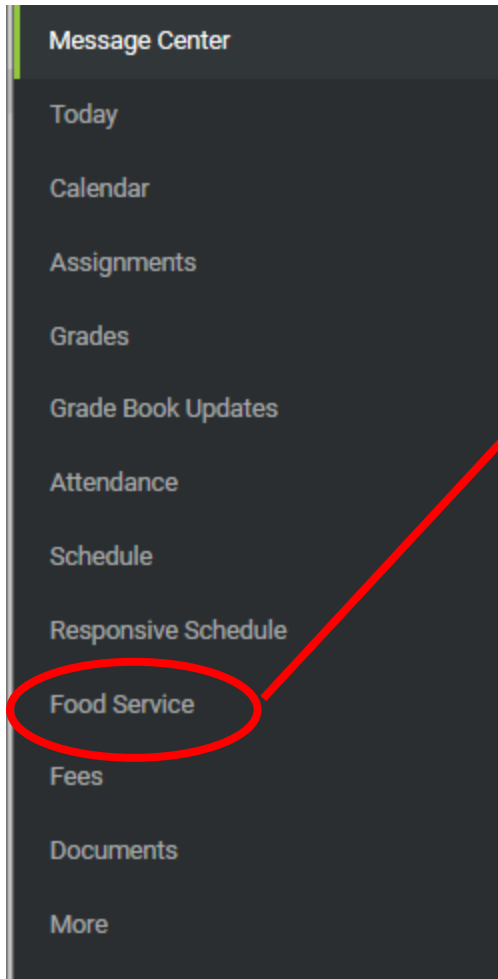 Message Center
Today
Calendar
Assignments
Grades
Grade Book Updates
Attendance
Schedule
Responsive Schedule
Food Service
Fees
Documents
More